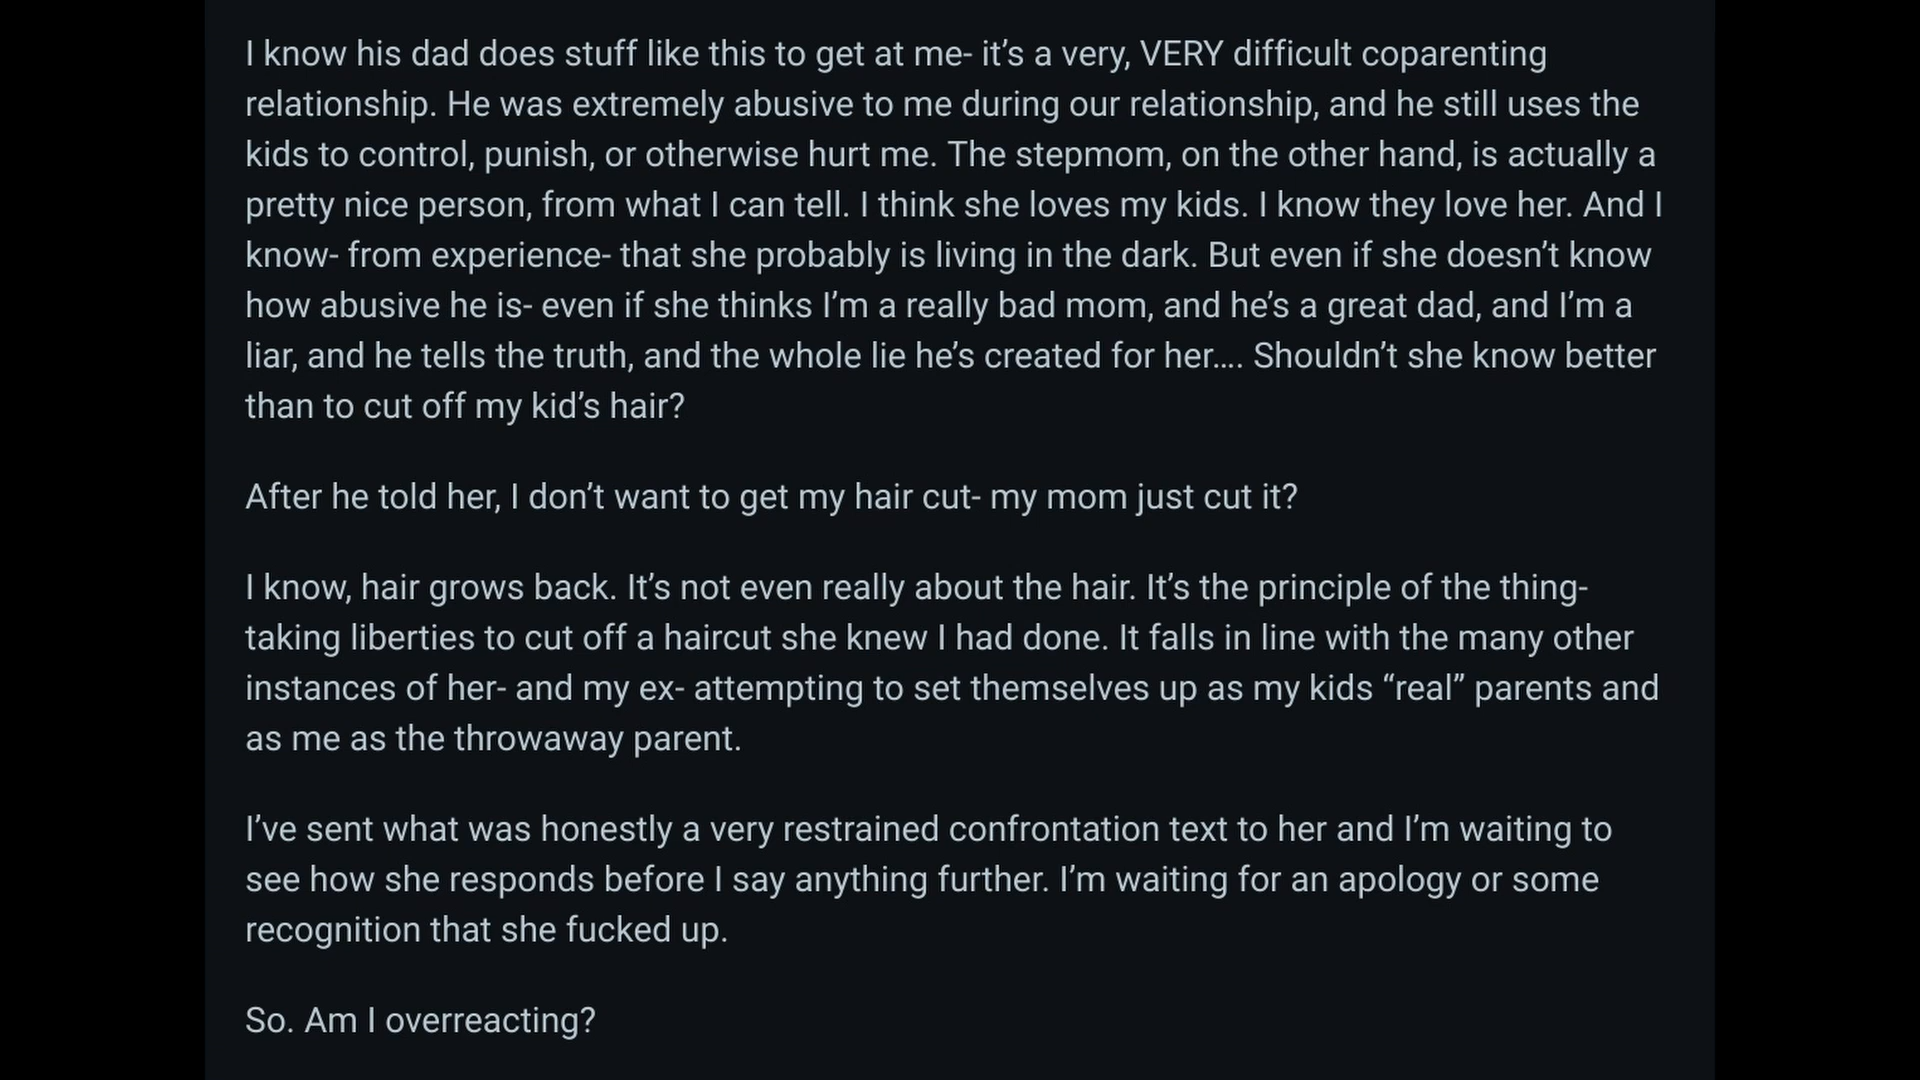 I know his dad does stuff like this to get at me- it’s a very, VERY difficult coparenting
relationship. He was extremely abusive to me during our relationship, and he still uses the
kids to control, punish, or otherwise hurt me. The stepmom, on the other hand, is actually a
pretty nice person, from what I can tell. I think she loves my kids. I know they love her. And I
know- from experience- that she probably is living in the dark. But even if she doesn’t know
how abusive he is- even if she thinks I’m a really bad mom, and he’s a great dad, and I’m a
liar, and he tells the truth, and the whole lie he’s created for her.... Shouldn’t she know better
than to cut off my kid’s hair?
After he told her, I don’t want to get my hair cut- my mom just cut it?
I know, hair grows back. It’s not even really about the hair. It’s the principle of the thing-
taking liberties to cut off a haircut she knew I had done. It falls in line with the many other
instances of her- and my ex- attempting to set themselves up as my kids “real” parents and
as me as the throwaway parent.
I’ve sent what was honestly a very restrained confrontation text to her and I’m waiting to
see how she responds before I say anything further. I’m waiting for an apology or some
recognition that she fucked up.
So. Am I overreacting?